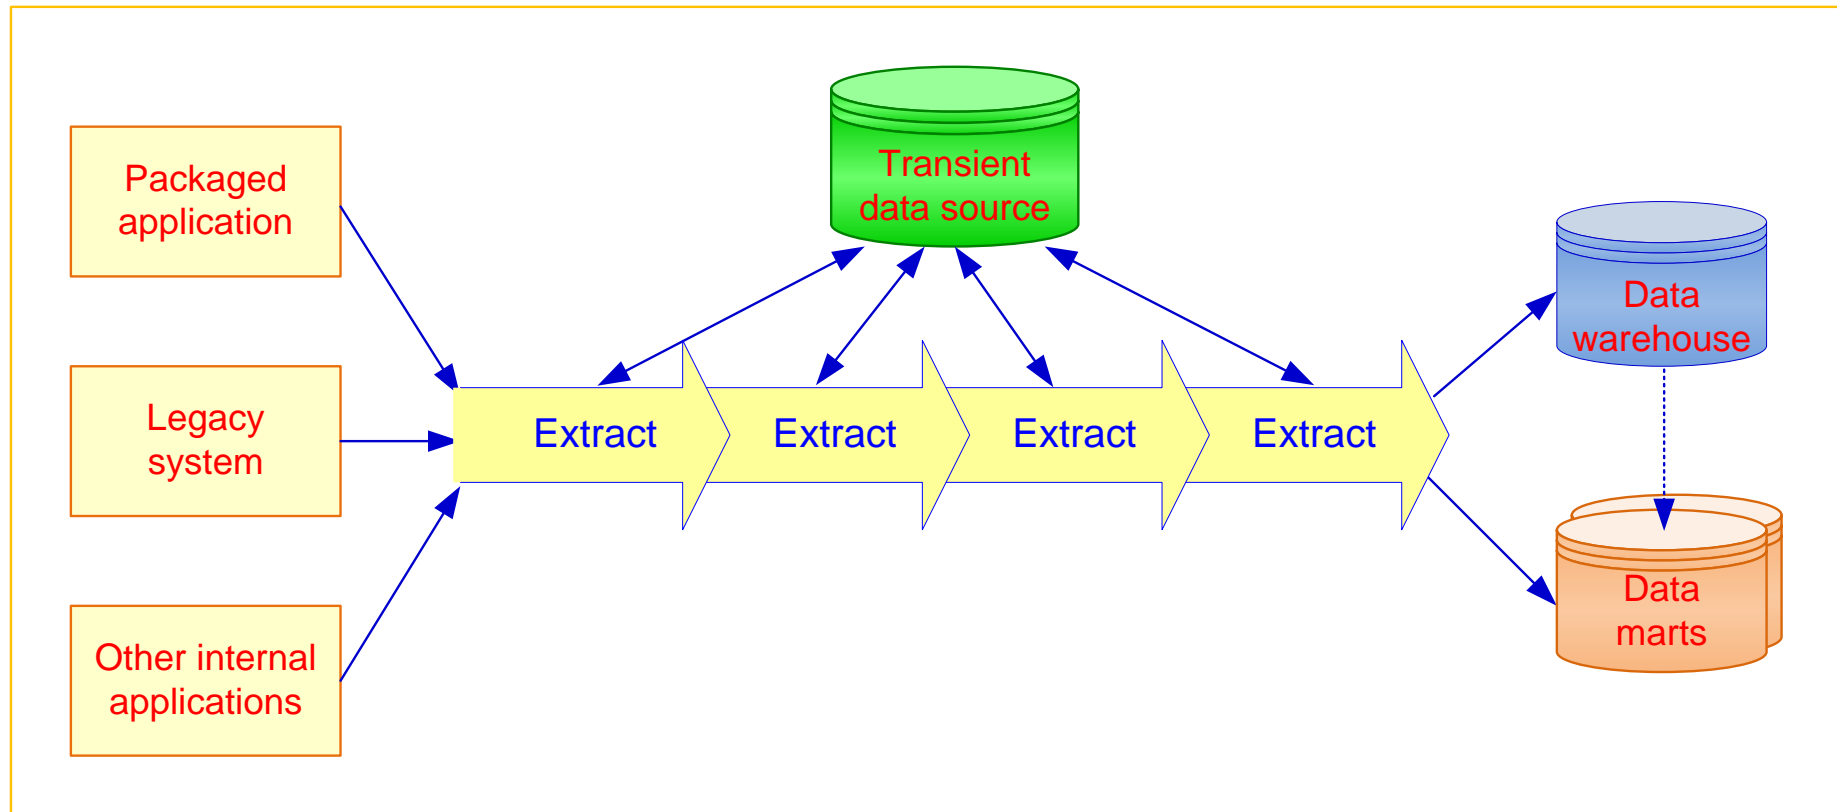 Packaged
application
Legacy
system
Other internal
applications
Transient
data source
Extract
Extract
Extract
Extract
Data
warehouse
Data
marts